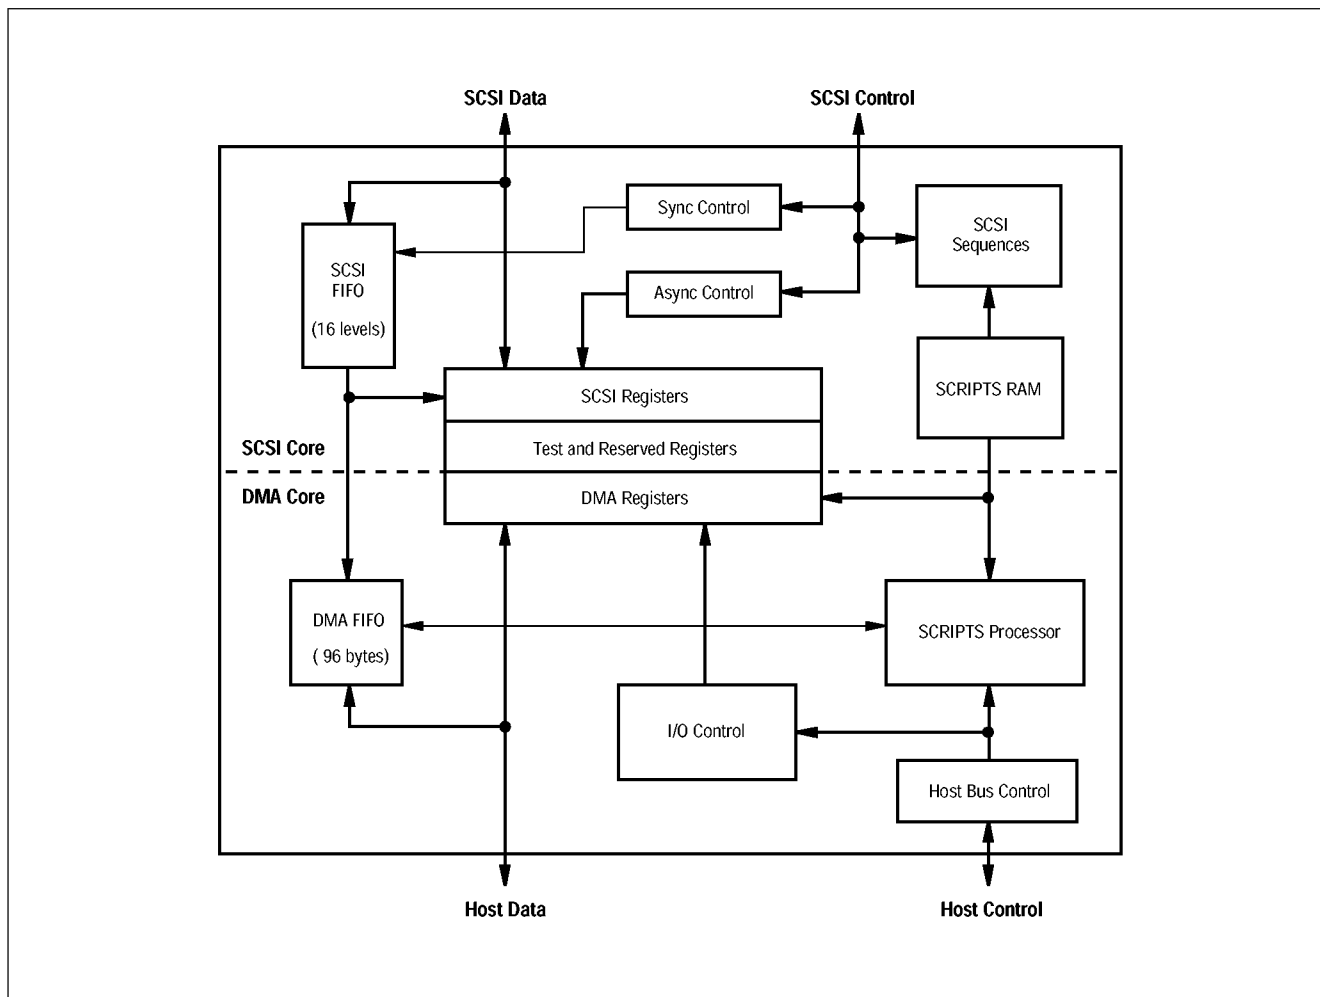 SCSI Data
SCSI Control
Sync Control
SCSI
Sequences
SCSI
FIFO
(16 levels)
Async Control
SCRIPTS RAM
SCSI Registers
Test and Reserved Registers
DMA Registers
SCSI Core
DMA Core
DMA FIFO
( 96 bytes)
SCRIPTS Processor
I/O Control
Host Bus Control
Host Data
Host Control